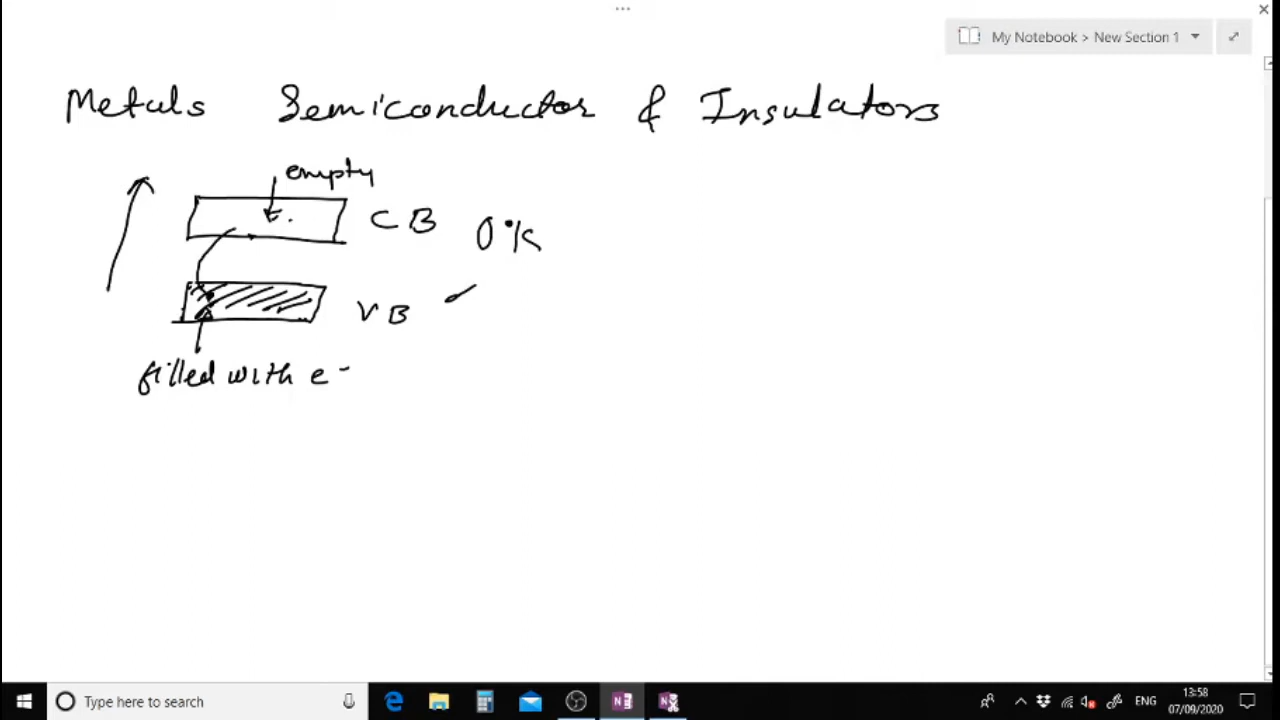 My Notebook > New Section 1
Metals Semiconductor & Insulators
empty
CB
0°K
VB
filled with e-
Type here to search
ENG
13:58
07/09/2020